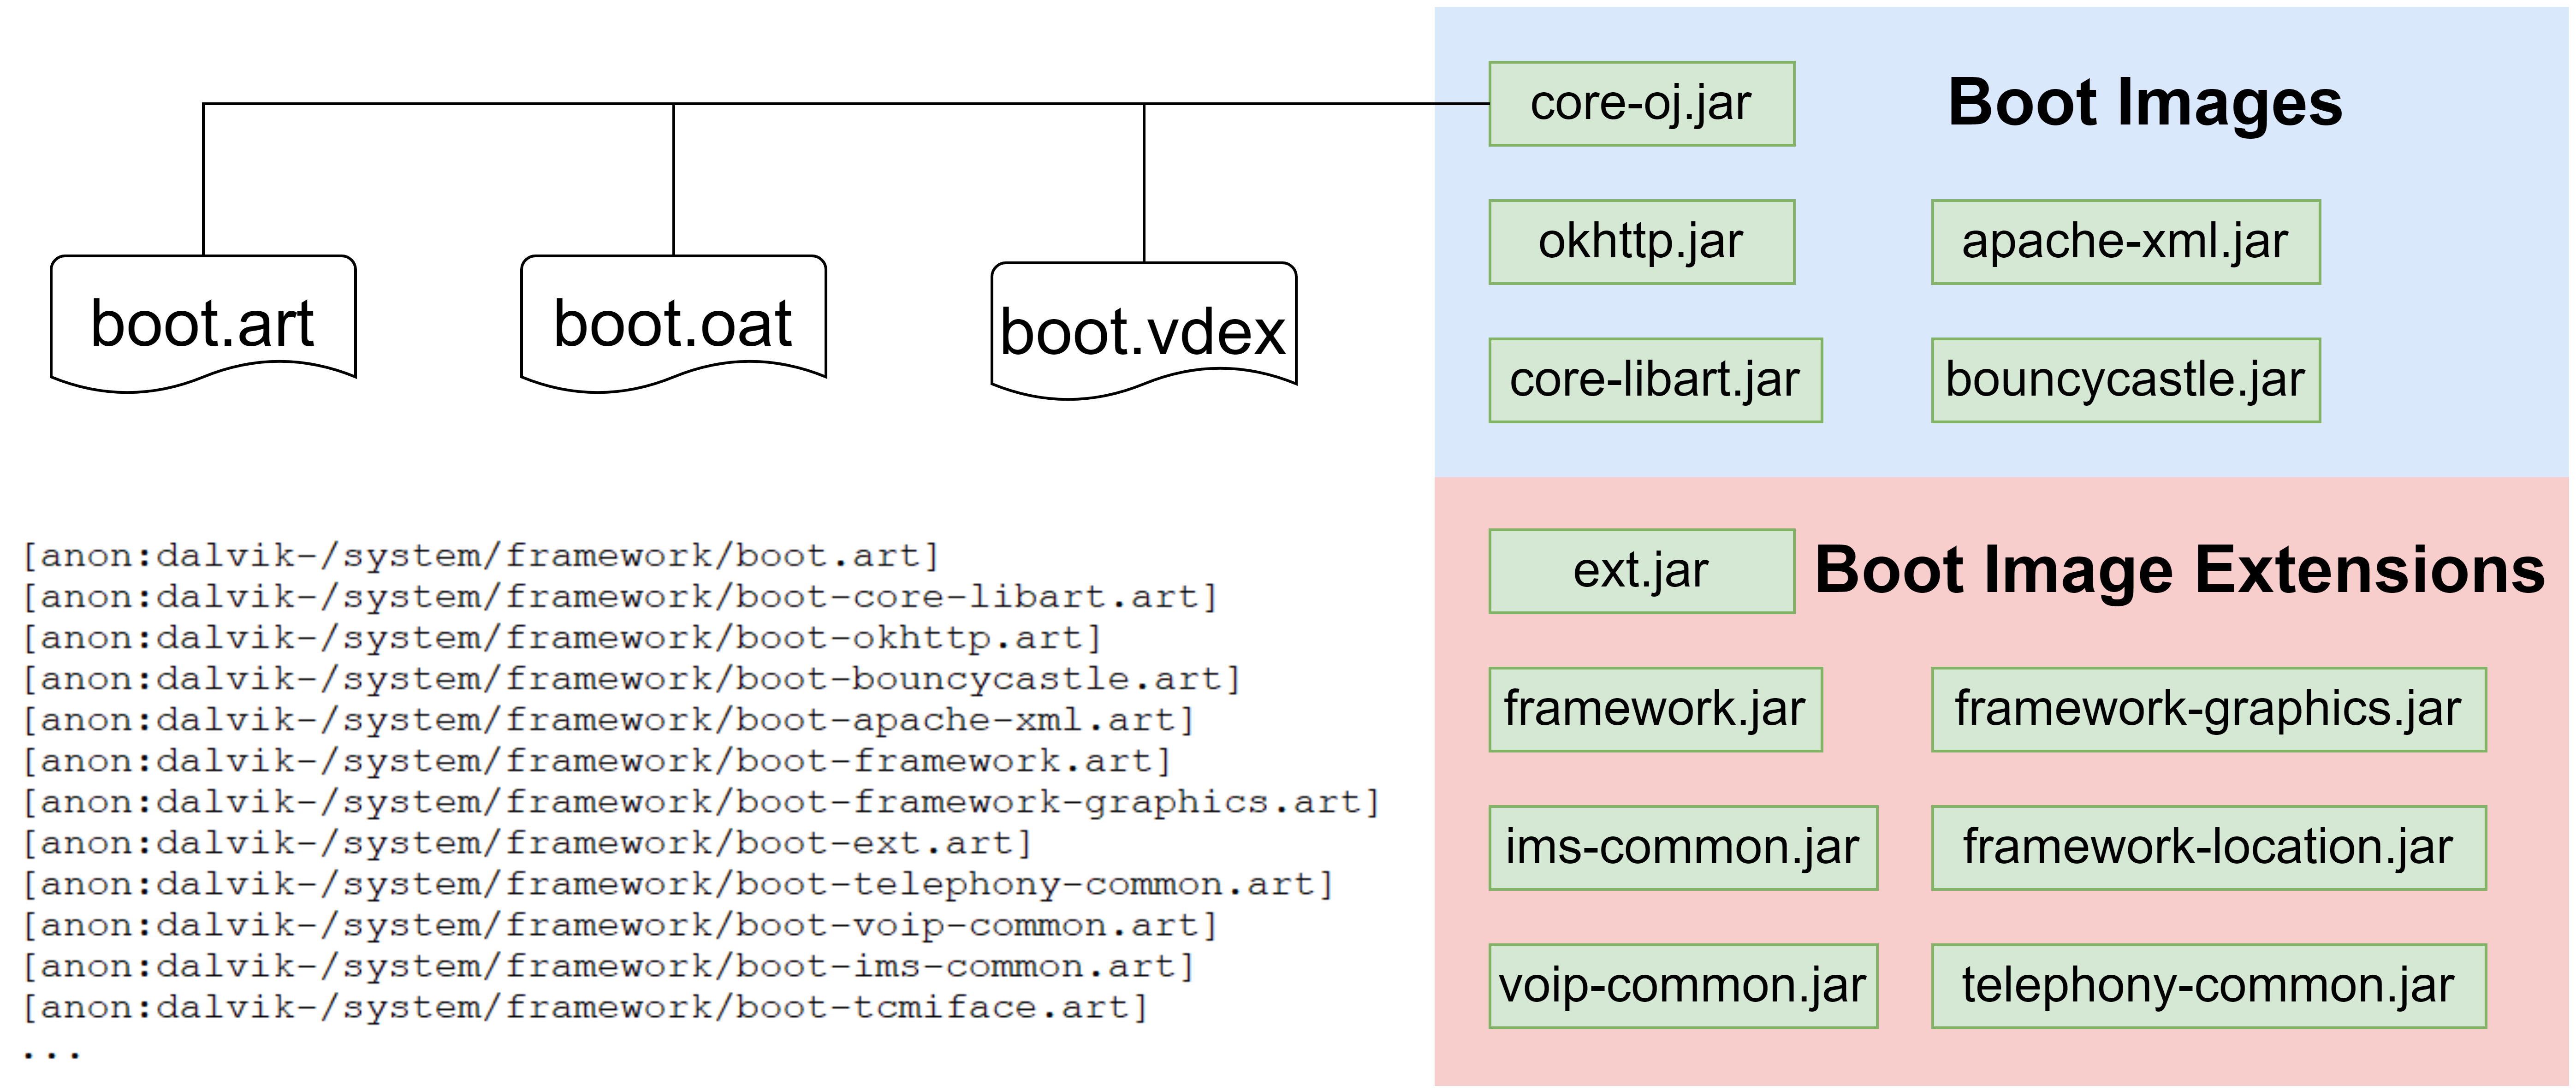 core-oj.jar
Boot Images
okhttp.jar
apache-xml.jar
core-libart.jar
bouncycastle.jar
boot.art
boot.oat
boot.vdex
[anon:dalvik-/system/framework/boot.art]
[anon:dalvik-/system/framework/boot-core-libart.art]
[anon:dalvik-/system/framework/boot-okhttp.art]
[anon:dalvik-/system/framework/boot-bouncycastle.art]
[anon:dalvik-/system/framework/boot-apache-xml.art]
[anon:dalvik-/system/framework/boot-framework.art]
[anon:dalvik-/system/framework/boot-framework-graphics.art]
[anon:dalvik-/system/framework/boot-ext.art]
[anon:dalvik-/system/framework/boot-telephony-common.art]
[anon:dalvik-/system/framework/boot-voip-common.art]
[anon:dalvik-/system/framework/boot-ims-common.art]
[anon:dalvik-/system/framework/boot-tcmiface.art]
...
ext.jar
Boot Image Extensions
framework.jar
framework-graphics.jar
ims-common.jar
framework-location.jar
voip-common.jar
telephony-common.jar